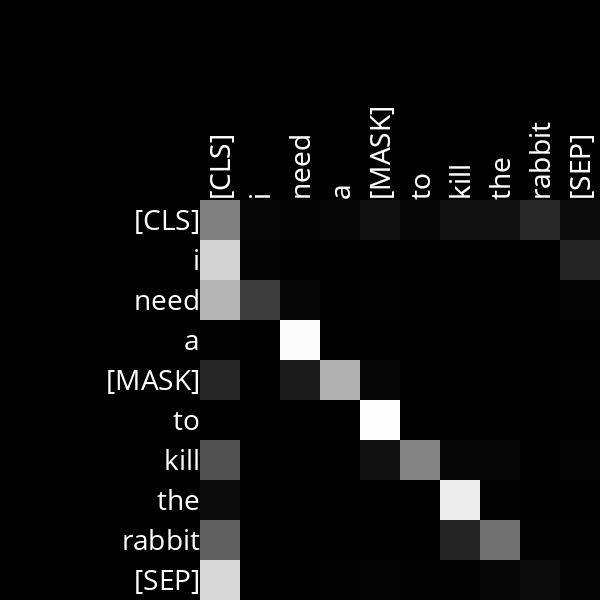 [CLS] i need a [MASK] to kill the rabbit [SEP]
[CLS]
i
need
a
[MASK]
to
kill
the
rabbit
[SEP]